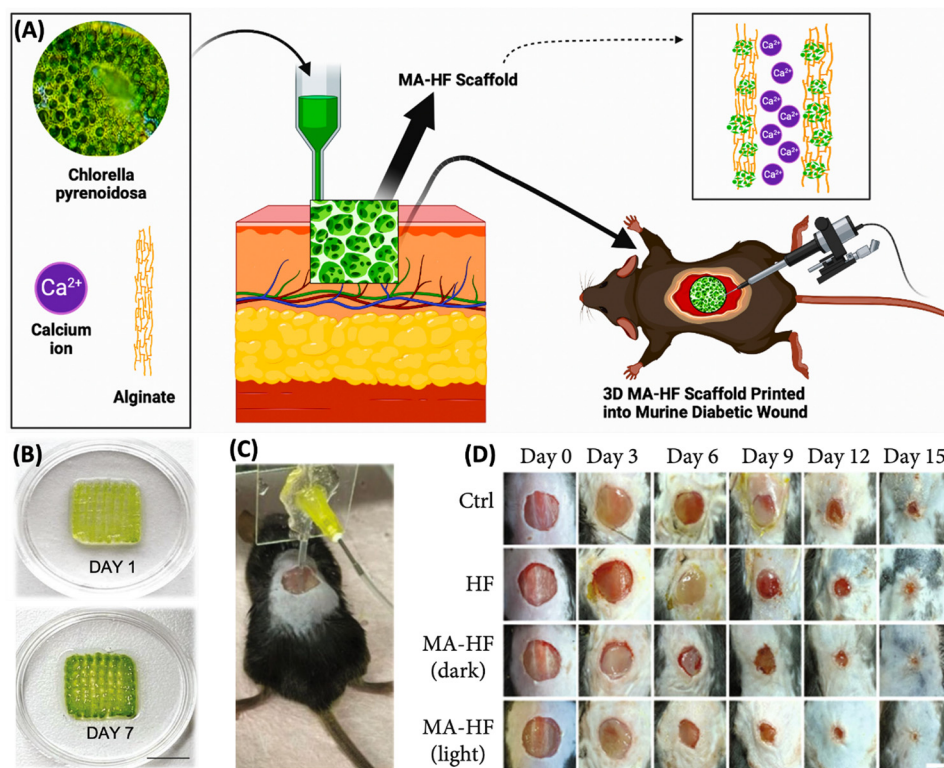 (A)
Chlorella
pyrenoidosa
Ca2+
Calcium
ion
Alginate
MA-HF Scaffold
Ca2+
Ca2+
Ca2+
Ca2+
Ca2+
Ca2+
Ca2+
3D MA-HF Scaffold Printed
into Murine Diabetic Wound
(B)
DAY 1
DAY 7
(C)
(D)
Day 0 Day 3 Day 6 Day 9 Day 12 Day 15
Ctrl
HF
MA-HF
(dark)
MA-HF
(light)